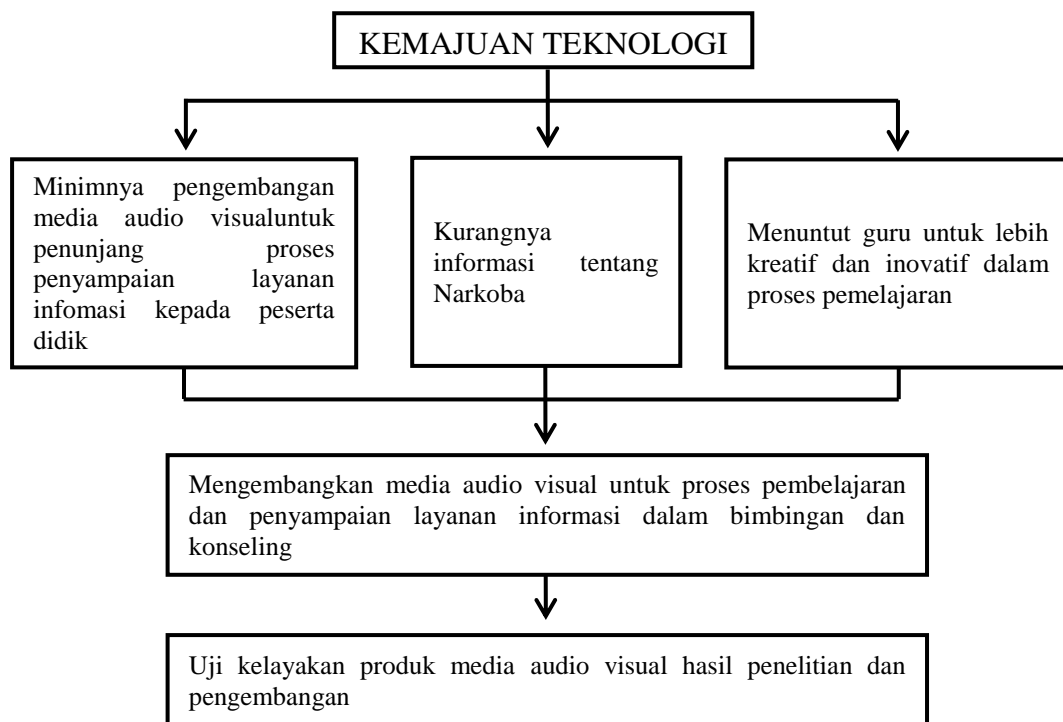 KEMAJUAN TEKNOLOGI
Minimnya pengembangan
media audio visualuntuk
penunjang proses
penyampaian layanan
infomasi kepada peserta
didik
Kurangnya
informasi tentang
Narkoba
Menuntut guru untuk lebih
kreatif dan inovatif dalam
proses pemelajaran
Mengembangkan media audio visual untuk proses pembelajaran
dan penyampaian layanan informasi dalam bimbingan dan
konseling
Uji kelayakan produk media audio visual hasil penelitian dan
pengembangan